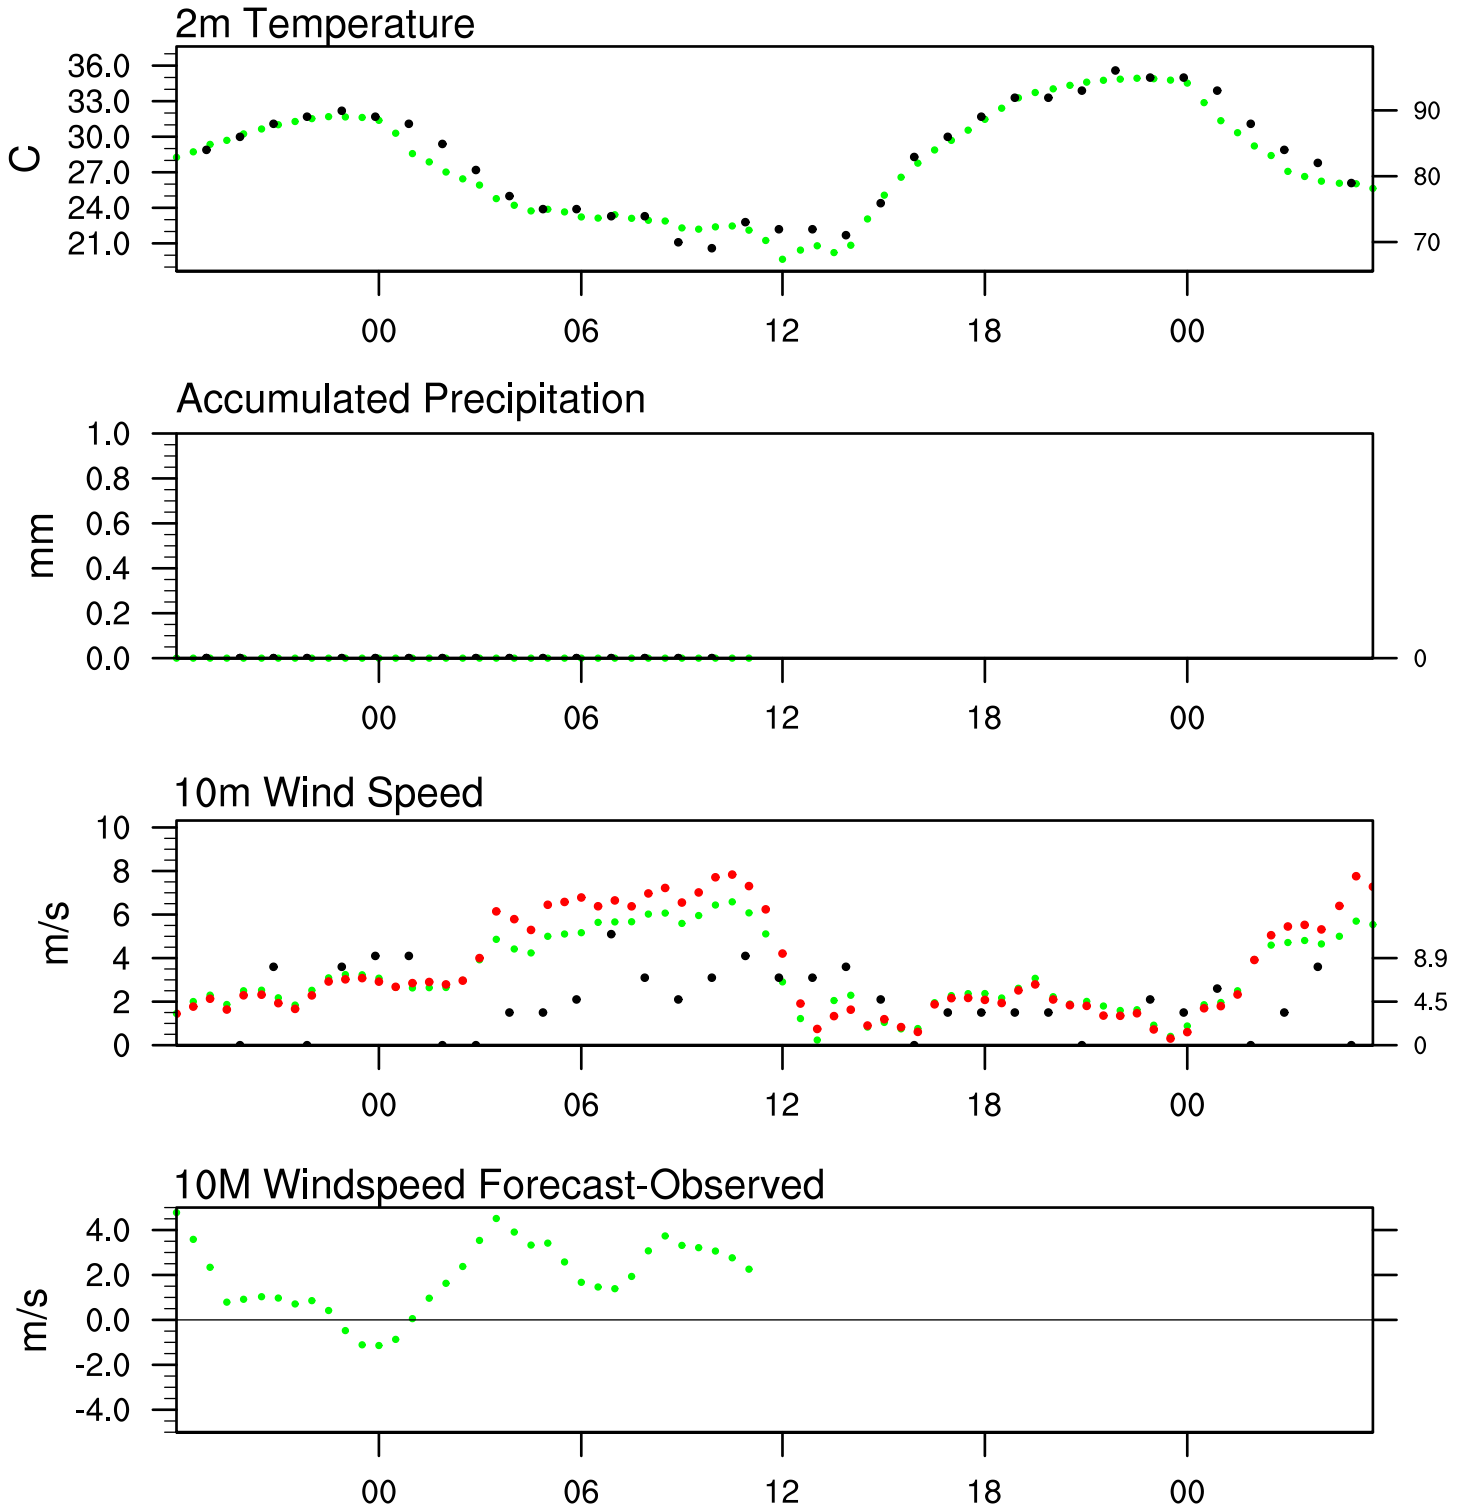 2m Temperature
36.0
33.0
30.0
27.0
24.0
21.0
C
90
80
70
00 06 12 18 00
Accumulated Precipitation
1.0
0.8
0.6
0.4
0.2
0.0
mm
0
00 06 12 18 00
10m Wind Speed
10
8
6
4
2
0
m/s
8.9
4.5
0
00 06 12 18 00
10M Windspeed Forecast-Observed
4.0
2.0
0.0
-2.0
-4.0
m/s
00 06 12 18 00